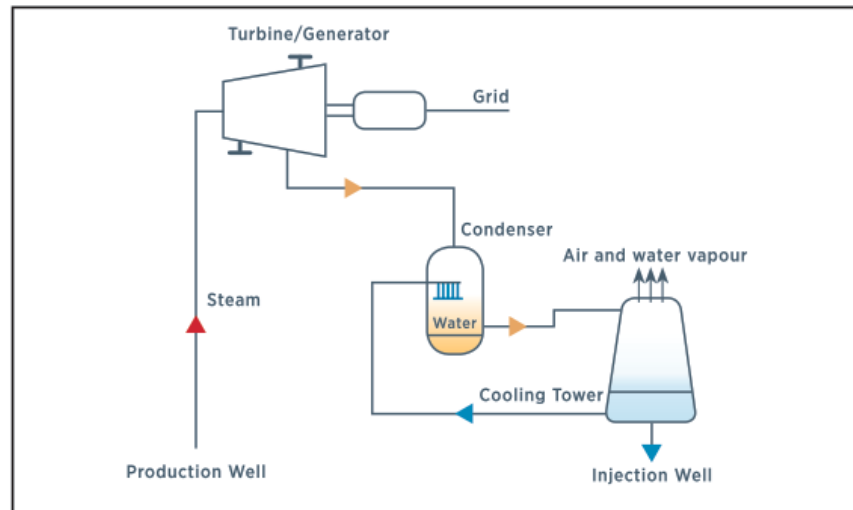 Turbine/Generator
Grid
Condenser
Air and water vapour
Steam
Water
Cooling Tower
Production Well
Injection Well